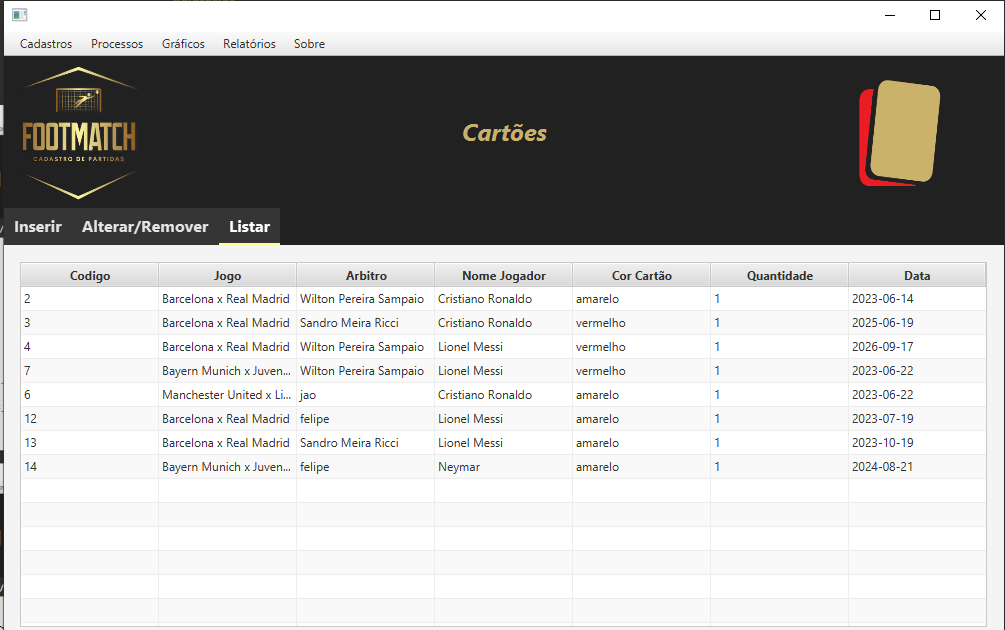 Cadastros Processos Gráficos Relatórios Sobre
FOOTMATCH
CADASTRO DE PARTIDAS
Cartões
Inserir Alterar/Remover Listar
Codigo Jogo Arbitro Nome Jogador Cor Cartão Quantidade Data
2 Barcelona x Real Madrid Wilton Pereira Sampaio Cristiano Ronaldo amarelo 1 2023-06-14
3 Barcelona x Real Madrid Sandro Meira Ricci Cristiano Ronaldo vermelho 1 2025-06-19
4 Barcelona x Real Madrid Wilton Pereira Sampaio Lionel Messi vermelho 1 2026-09-17
7 Bayern Munich x Juven... Wilton Pereira Sampaio Lionel Messi vermelho 1 2023-06-22
6 Manchester United x Li... jao Cristiano Ronaldo amarelo 1 2023-06-22
12 Barcelona x Real Madrid felipe Lionel Messi amarelo 1 2023-07-19
13 Barcelona x Real Madrid Sandro Meira Ricci Lionel Messi amarelo 1 2023-10-19
14 Bayern Munich x Juven... felipe Neymar amarelo 1 2024-08-21